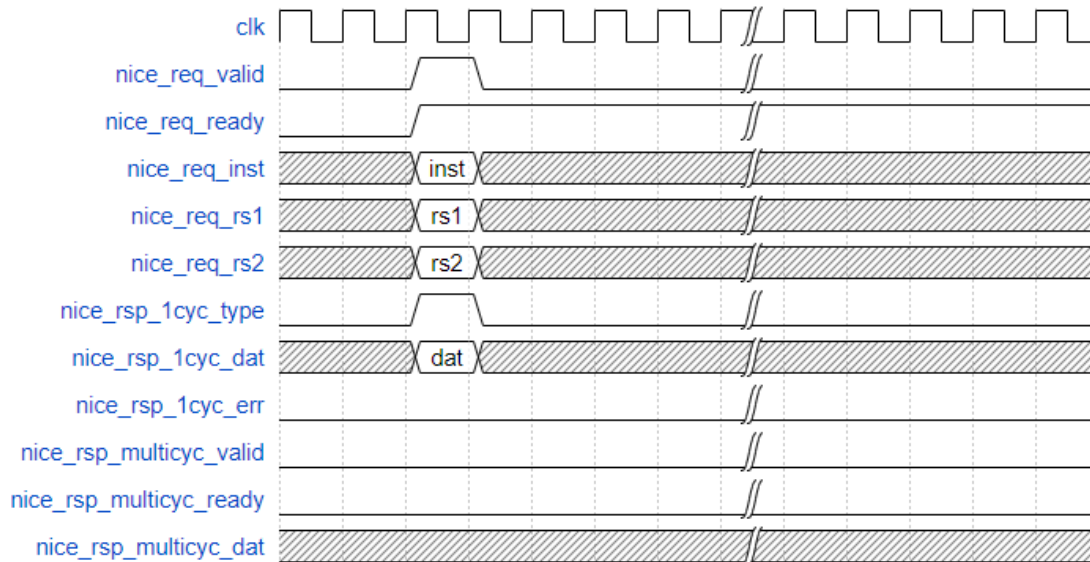 clk
nice_req_valid
nice_req_ready
nice_req_inst inst
nice_req_rs1 rs1
nice_req_rs2 rs2
nice_rsp_1cyc_type
nice_rsp_1cyc_dat dat
nice_rsp_1cyc_err
nice_rsp_multicyc_valid
nice_rsp_multicyc_ready
nice_rsp_multicyc_dat